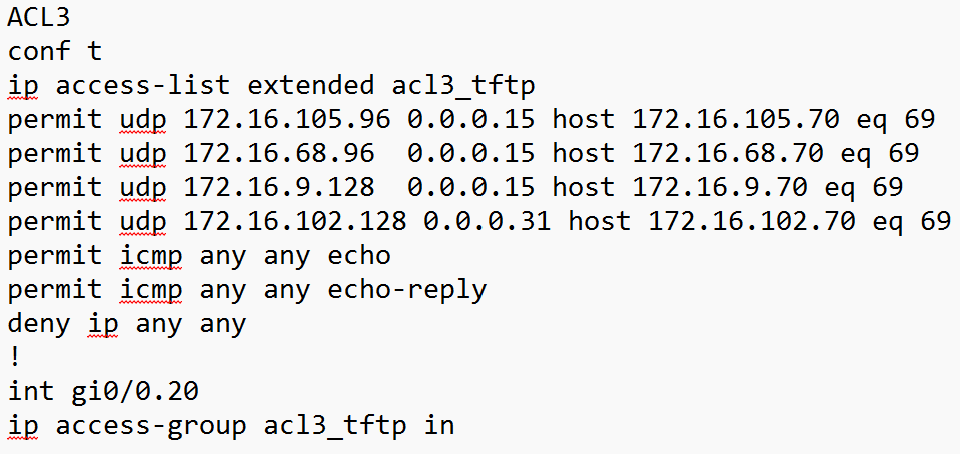 ACL3
conf t
ip access-list extended acl3_tftp
permit udp 172.16.105.96 0.0.0.15 host 172.16.105.70 eq 69
permit udp 172.16.68.96  0.0.0.15 host 172.16.68.70 eq 69
permit udp 172.16.9.128  0.0.0.15 host 172.16.9.70 eq 69
permit udp 172.16.102.128 0.0.0.31 host 172.16.102.70 eq 69
permit icmp any any echo
permit icmp any any echo-reply
deny ip any any
!
int gi0/0.20
ip access-group acl3_tftp in